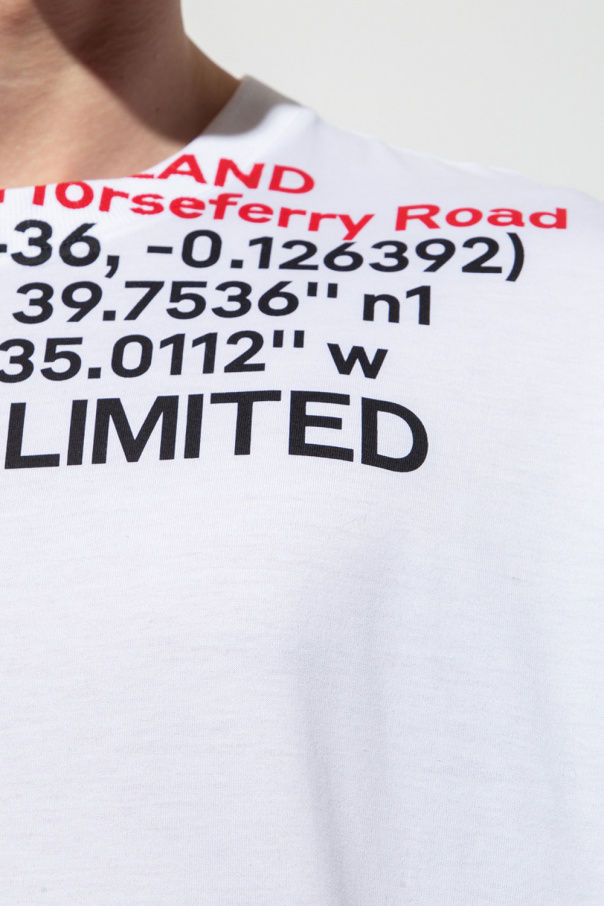 LAND
Horseferry Road
36, -0.126392)
39.7536" n1
35.0112" w
LIMITED